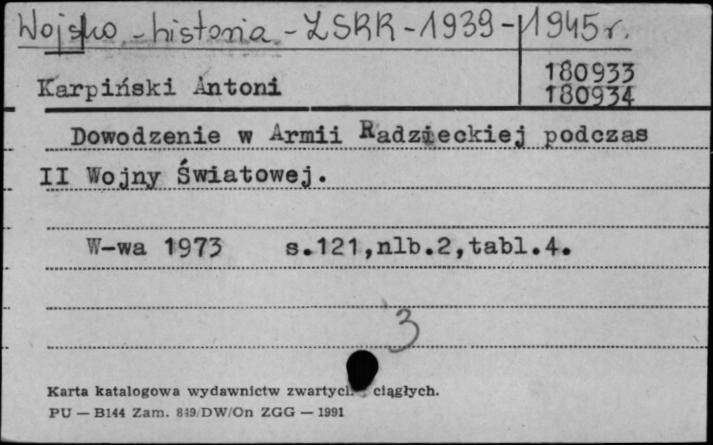 Wojsko - historia - ZSRR - 1939 - 1945 r.
Karpiński Antoni
180933
180934
Dowodzenie w Armii Radzieckiej podczas
II Wojny Światowej.
W-wa 1973 s.121,nlb.2,tabl.4.
3
Karta katalogowa wydawnictw zwartych ciągłych.
PU — B144 Zam. 849/DW/On ZGG — 1991